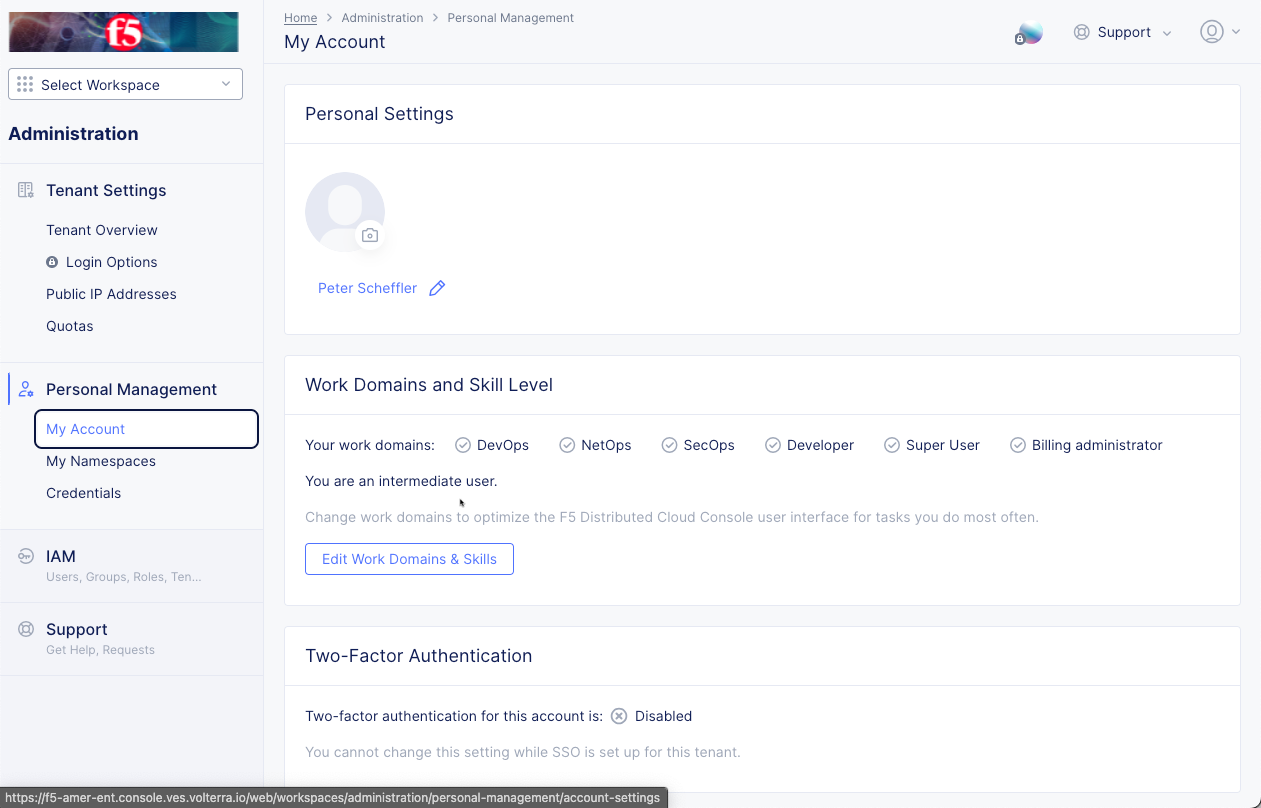 f5
Select Workspace
Administration
Tenant Settings
Tenant Overview
Login Options
Public IP Addresses
Quotas
Personal Management
My Account
My Namespaces
Credentials
IAM
Users, Groups, Roles, Ten...
Support
Get Help, Requests
Home > Administration > Personal Management
My Account
Support
Personal Settings
Peter Scheffler
Work Domains and Skill Level
Your work domains: DevOps NetOps SecOps Developer Super User Billing administrator
You are an intermediate user.
Change work domains to optimize the F5 Distributed Cloud Console user interface for tasks you do most often.
Edit Work Domains & Skills
Two-Factor Authentication
Two-factor authentication for this account is: Disabled
You cannot change this setting while SSO is set up for this tenant.
https://f5-amer-ent.console.ves.volterra.io/web/workspaces/administration/personal-management/account-settings